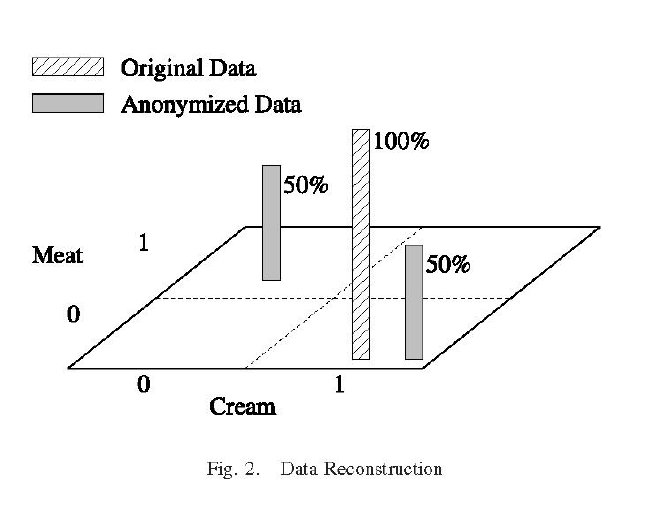 Original Data
Anonymized Data
100%
50%
50%
Meat
1
0
0
1
Cream
Fig. 2. Data Reconstruction